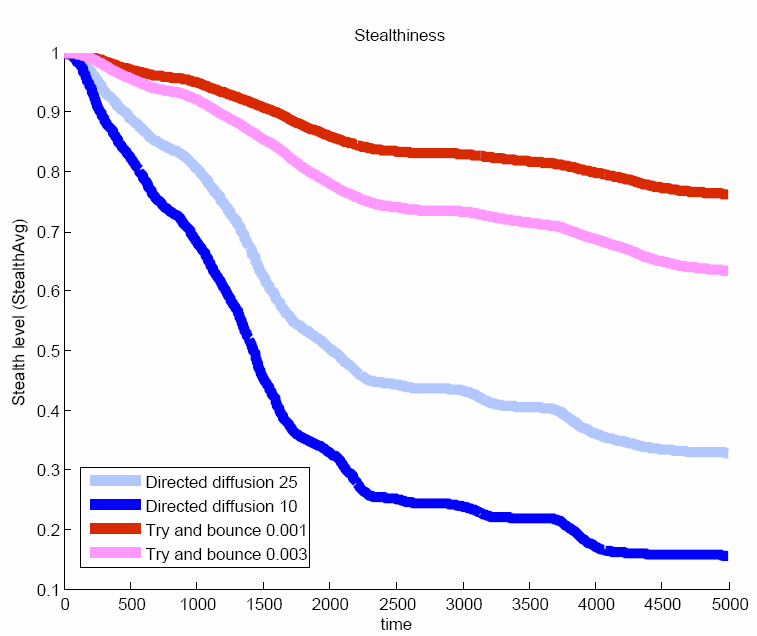 Stealthiness
Stealth level (StealthAvg)
1
0.9
0.8
0.7
0.6
0.5
0.4
0.3
0.2
0.1
Directed diffusion 25
Directed diffusion 10
Try and bounce 0.001
Try and bounce 0.003
0 500 1000 1500 2000 2500 3000 3500 4000 4500 5000
time